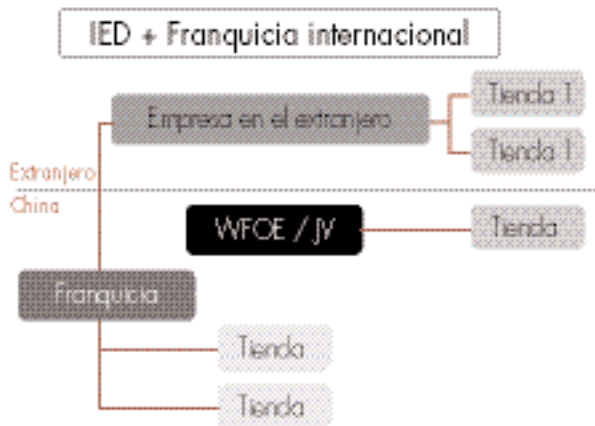 IED + Franquicia internacional
Empresa en el extranjero
Tienda 1
Tienda 1
Extranjero
China
WFOE / JV
Tienda
Franquicia
Tienda
Tienda